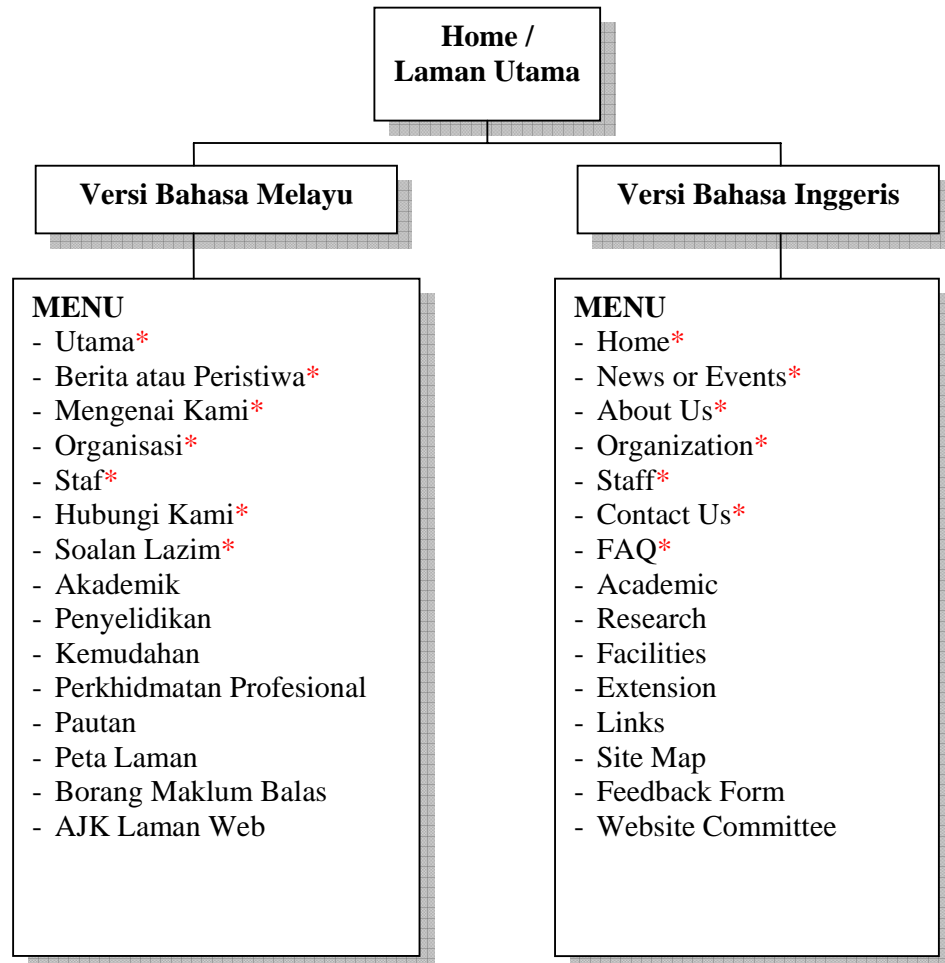 Home /
Laman Utama
Versi Bahasa Melayu
MENU
- Utama*
- Berita atau Peristiwa*
- Mengenai Kami*
- Organisasi*
- Staf*
- Hubungi Kami*
- Soalan Lazim*
- Akademik
- Penyelidikan
- Kemudahan
- Perkhidmatan Profesional
- Pautan
- Peta Laman
- Borang Maklum Balas
- AJK Laman Web
Versi Bahasa Inggeris
MENU
- Home*
- News or Events*
- About Us*
- Organization*
- Staff*
- Contact Us*
- FAQ*
- Academic
- Research
- Facilities
- Extension
- Links
- Site Map
- Feedback Form
- Website Committee